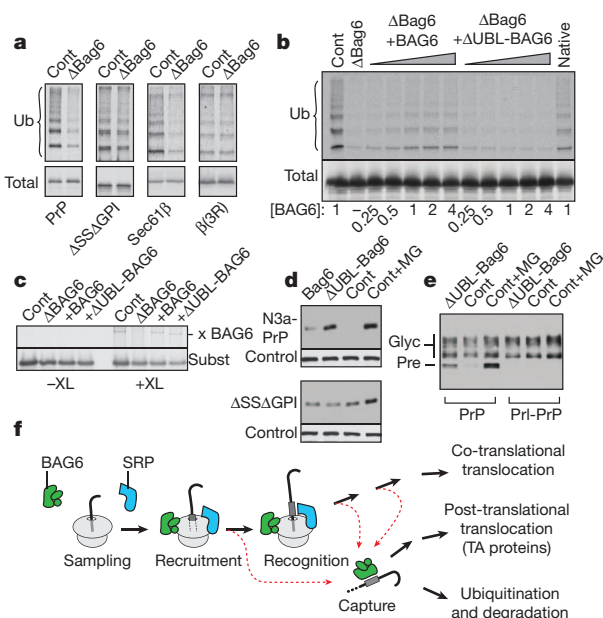 a
Cont
ΔBag6
Cont
ΔBag6
Cont
ΔBag6
Cont
ΔBag6
Ub
Total
PrP
ΔSSΔGPI
Sec61β
β(3R)
b
Cont
ΔBag6
ΔBag6
+BAG6
ΔBag6
+ΔUBL-BAG6
Native
Ub
Total
[BAG6]: 1 – 0.25 0.5 1 2 4 0.25 0.5 1 2 4 1
c
Cont
ΔBAG6
+BAG6
+ΔUBL-BAG6
Cont
ΔBAG6
+BAG6
+ΔUBL-BAG6
x BAG6
Subst
–XL
+XL
d
Bag6
ΔUBL-Bag6
Cont
Cont+MG
N3a-
PrP
Control
ΔSSΔGPI
Control
e
ΔUBL-Bag6
Cont
Cont+MG
ΔUBL-Bag6
Cont
Cont+MG
Glyc
Pre
PrP
Prl-PrP
f
BAG6
SRP
Sampling
Recruitment
Recognition
Capture
Co-translational
translocation
Post-translational
translocation
(TA proteins)
Ubiquitination
and degradation